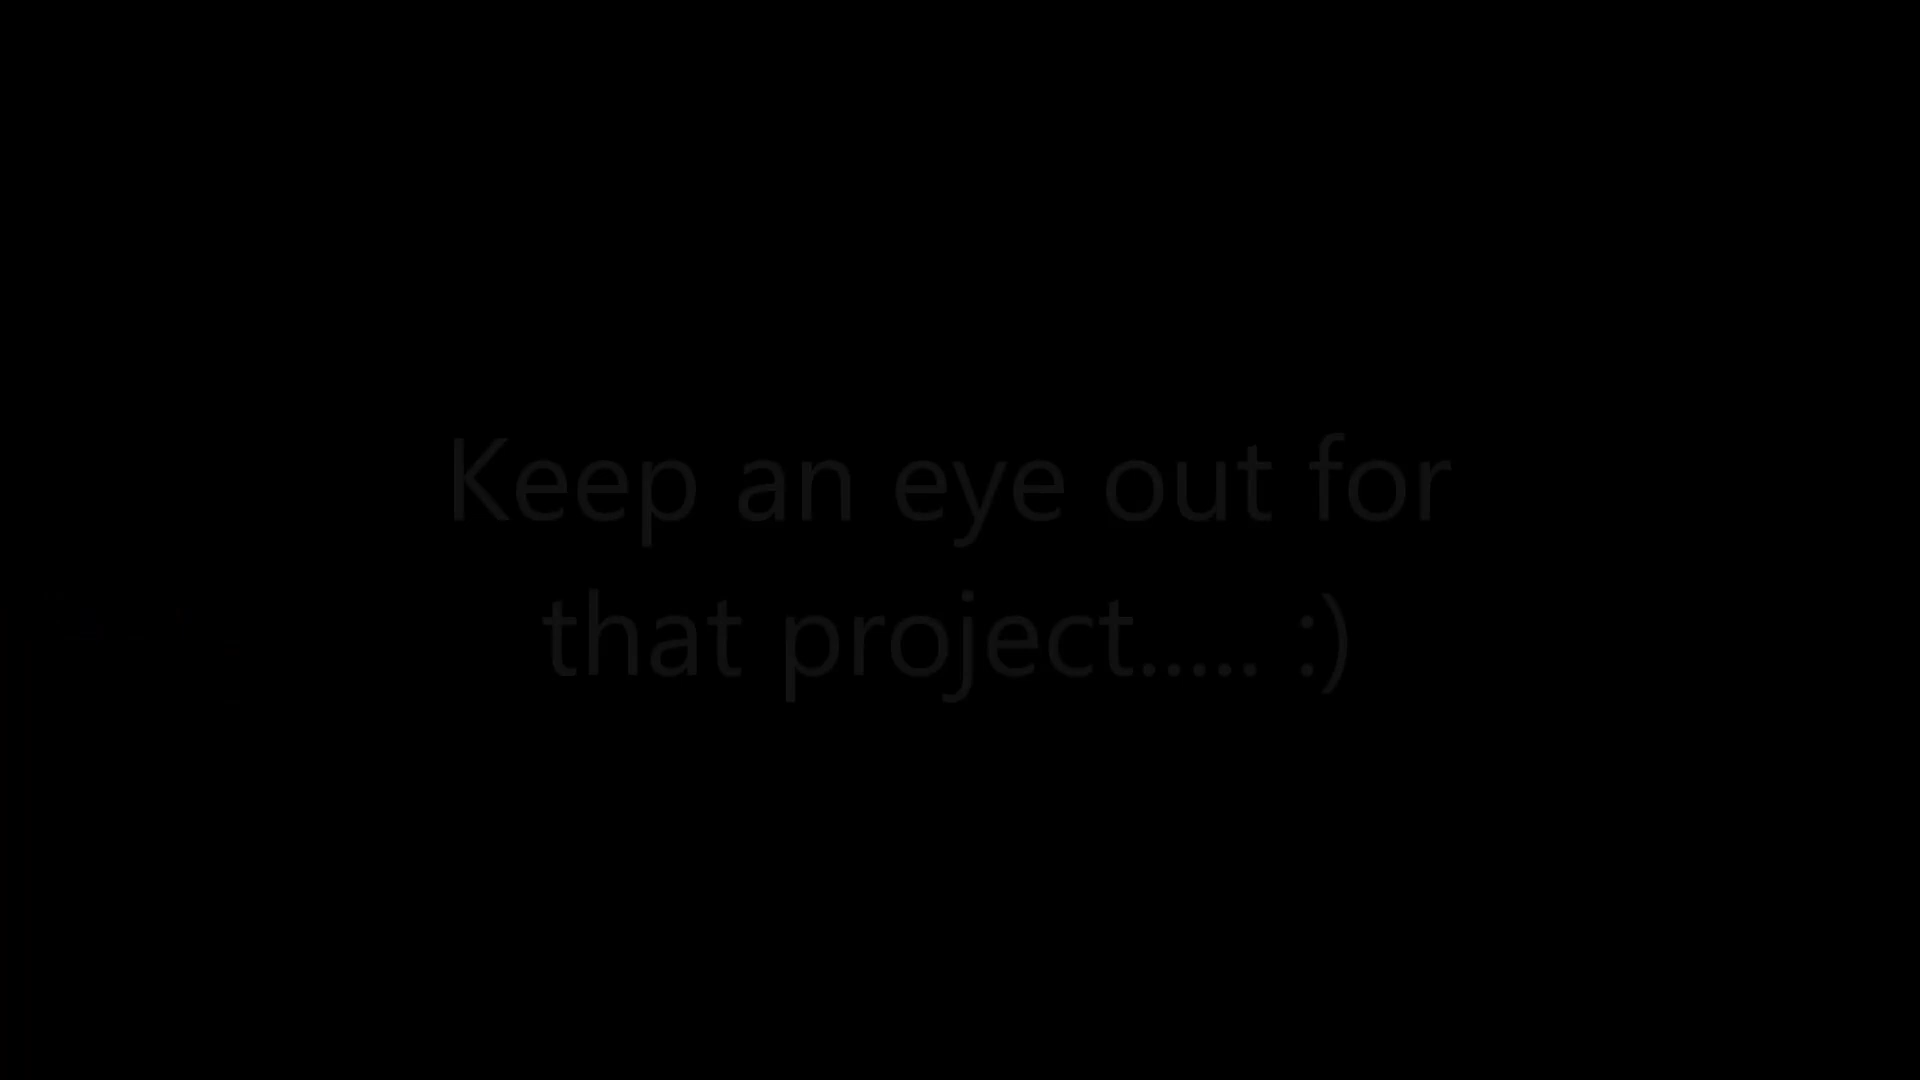 Keep an eye out for
that project..... :)